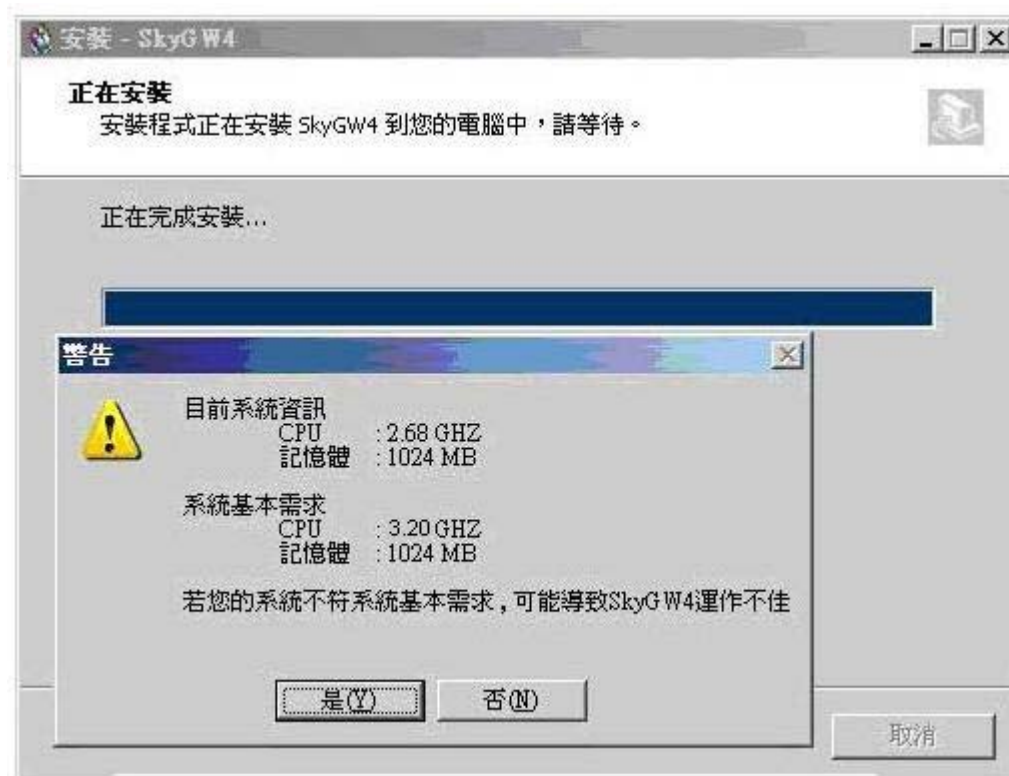 安裝 - SkyGW4
正在安裝
安裝程式正在安裝 SkyGW4 到您的電腦中，請等待。
正在完成安裝...
警告
目前系統資訊
CPU : 2.68 GHZ
記憶體 : 1024 MB
系統基本需求
CPU : 3.20 GHZ
記憶體 : 1024 MB
若您的系統不符系統基本需求 , 可能導致SkyGW4運作不佳
是(Y)
否(N)
取消